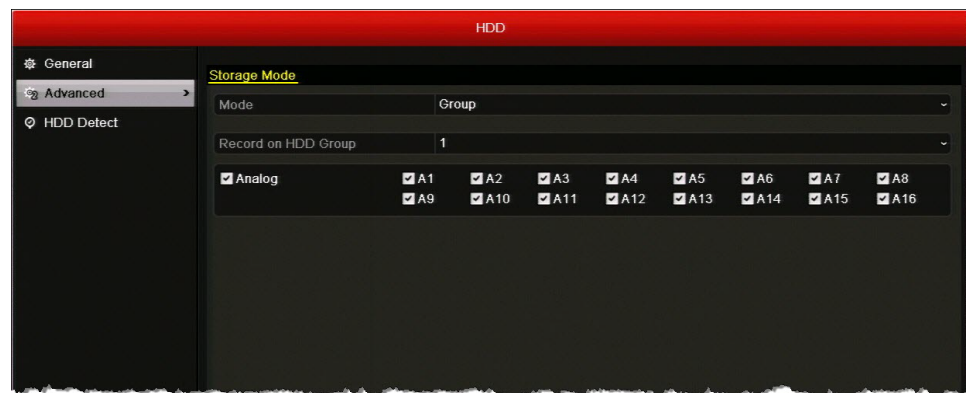 HDD
General
Advanced
HDD Detect
Storage Mode
Mode Group
Record on HDD Group 1
Analog A1 A2 A3 A4 A5 A6 A7 A8
A9 A10 A11 A12 A13 A14 A15 A16